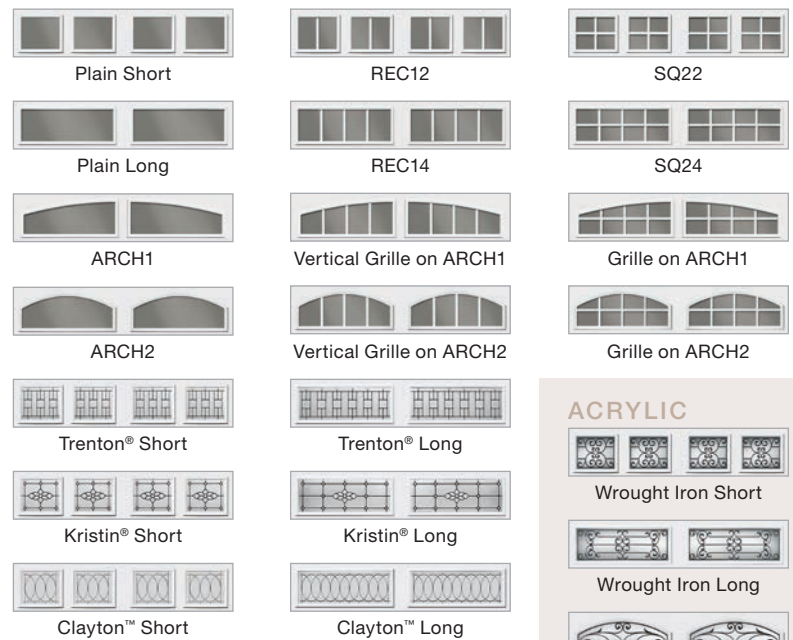 Plain Short
REC12
SQ22
Plain Long
REC14
SQ24
ARCH1
Vertical Grille on ARCH1
Grille on ARCH1
ARCH2
Vertical Grille on ARCH2
Grille on ARCH2
Trenton® Short
Trenton® Long
ACRYLIC
Wrought Iron Short
Kristin® Short
Kristin® Long
Wrought Iron Long
Clayton™ Short
Clayton™ Long